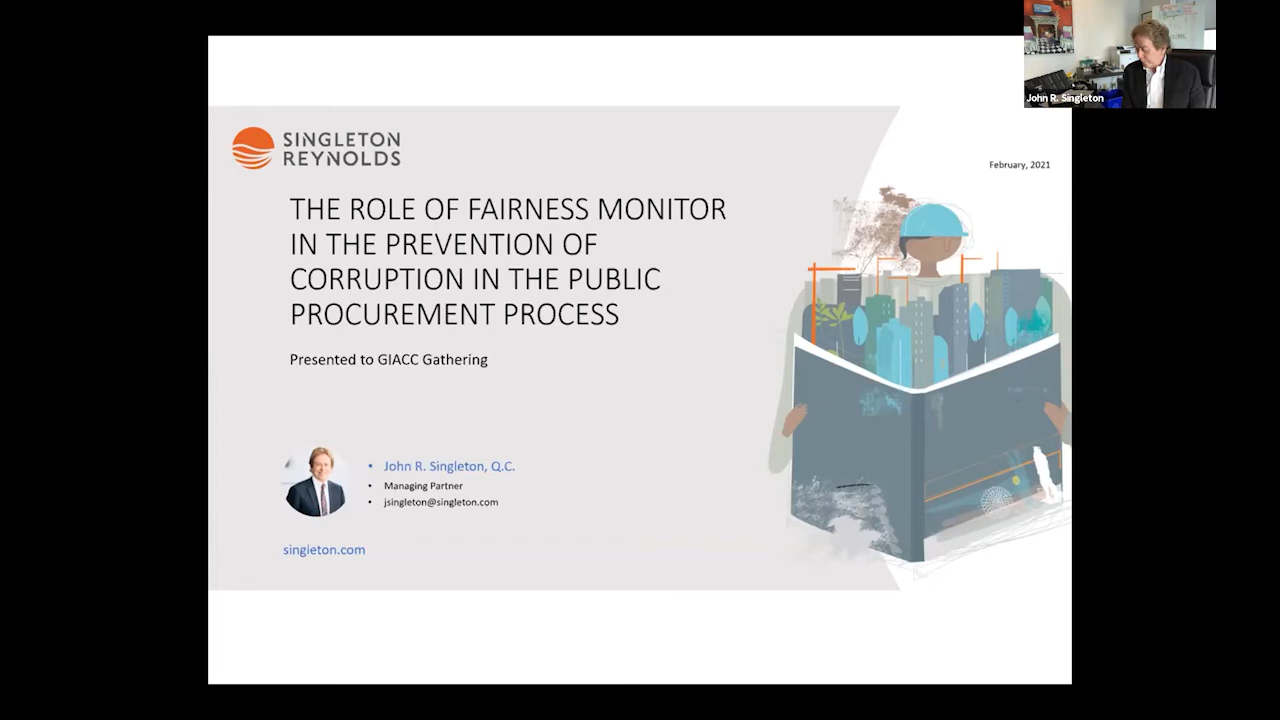 John R. Singleton
SINGLETON
REYNOLDS
February, 2021
THE ROLE OF FAIRNESS MONITOR
IN THE PREVENTION OF
CORRUPTION IN THE PUBLIC
PROCUREMENT PROCESS
Presented to GIACC Gathering
• John R. Singleton, Q.C.
• Managing Partner
• jsingleton@singleton.com
singleton.com